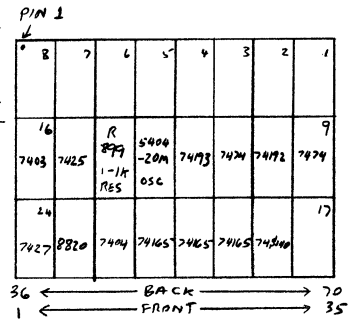 PIN 1
8 7 6 5 4 3 2 1
16 9
7403 7425 R 899 1-1K RES 5404 -20M OSC 74193 7474 74192 7474
24 17
7427 8820 7404 74165 74165 74165
36 ← BACK → 70
1 ← FRONT → 35